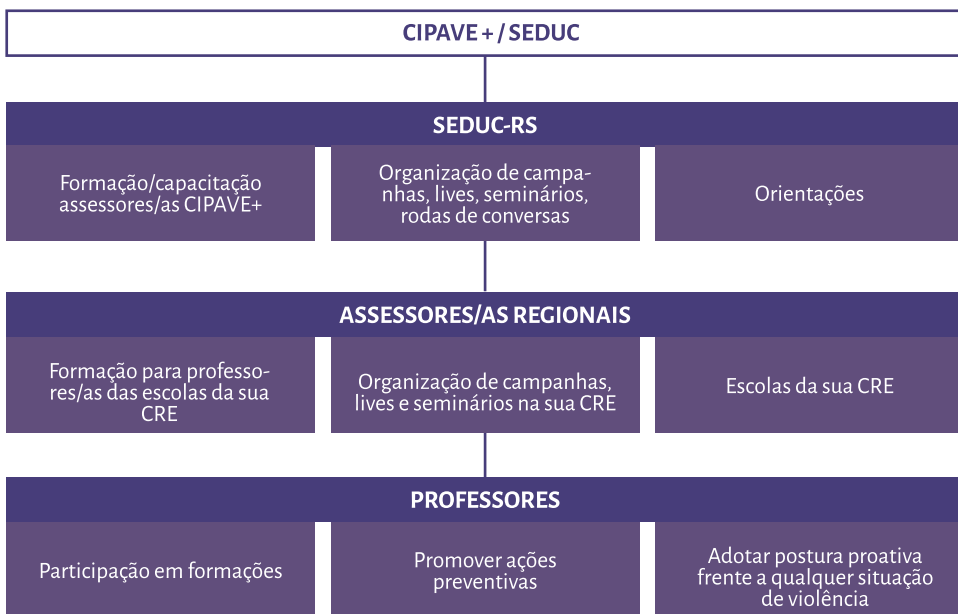 CIPAVE + / SEDUC
SEDUC-RS
Formação/capacitação
assessores/as CIPAVE+
Organização de campa-
nhas, lives, seminários,
rodas de conversas
Orientações
ASSESSORES/AS REGIONAIS
Formação para professo-
res/as das escolas da sua
CRE
Organização de campanhas,
lives e seminários na sua CRE
Escolas da sua CRE
PROFESSORES
Participação em formações
Promover ações
preventivas
Adotar postura proativa
frente a qualquer situação
de violência